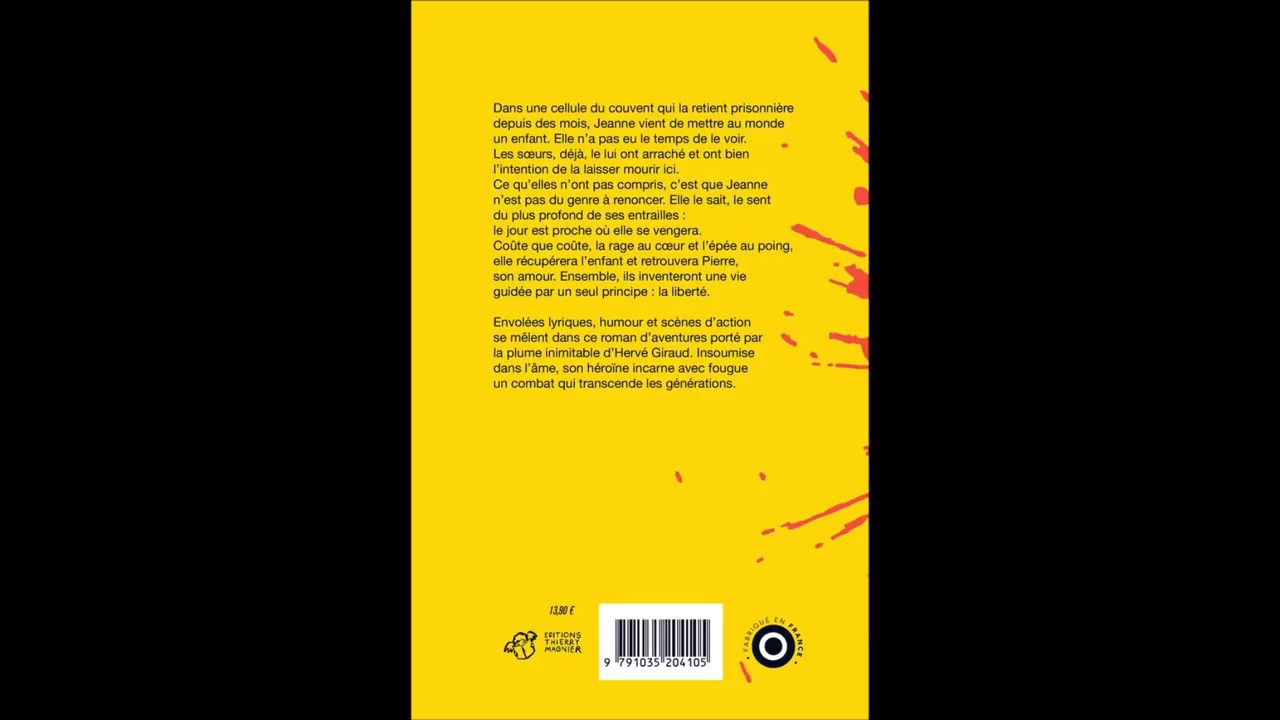 Dans une cellule du couvent qui la retient prisonnière
depuis des mois, Jeanne vient de mettre au monde
un enfant. Elle n’a pas eu le temps de le voir.
Les sœurs, déjà, le lui ont arraché et ont bien
l’intention de la laisser mourir ici.
Ce qu’elles n’ont pas compris, c’est que Jeanne
n’est pas du genre à renoncer. Elle le sait, le sent
du plus profond de ses entrailles :
le jour est proche où elle se vengera.
Coûte que coûte, la rage au cœur et l’épée au poing,
elle récupérera l’enfant et retrouvera Pierre,
son amour. Ensemble, ils inventeront une vie
guidée par un seul principe : la liberté.
Envolées lyriques, humour et scènes d’action
se mêlent dans ce roman d’aventures porté par
la plume inimitable d’Hervé Giraud. Insoumise
dans l’âme, son héroïne incarne avec fougue
un combat qui transcende les générations.
13,90 €
EDITIONS
THIERRY
MAGNIER
9 791035 204105
• FABRIQUÉ EN FRANCE •